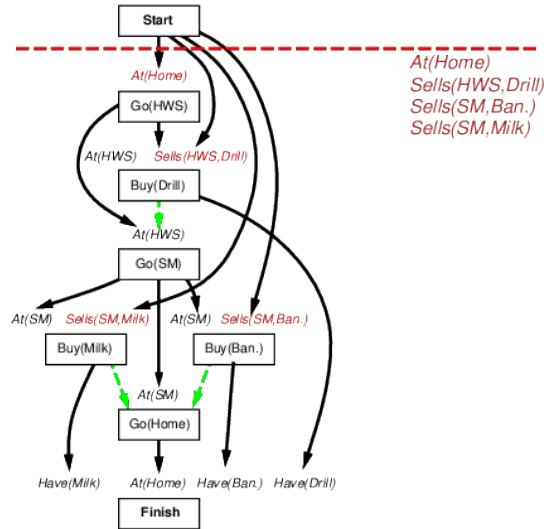 Start
At(Home)
Sells(HWS,Drill)
Sells(SM,Ban.)
Sells(SM,Milk)
At(Home)
Go(HWS)
At(HWS) Sells(HWS,Drill)
Buy(Drill)
At(HWS)
Go(SM)
At(SM) Sells(SM,Milk) At(SM) Sells(SM,Ban.)
Buy(Milk) Buy(Ban.)
At(SM)
Go(Home)
Have(Milk) At(Home) Have(Ban.) Have(Drill)
Finish